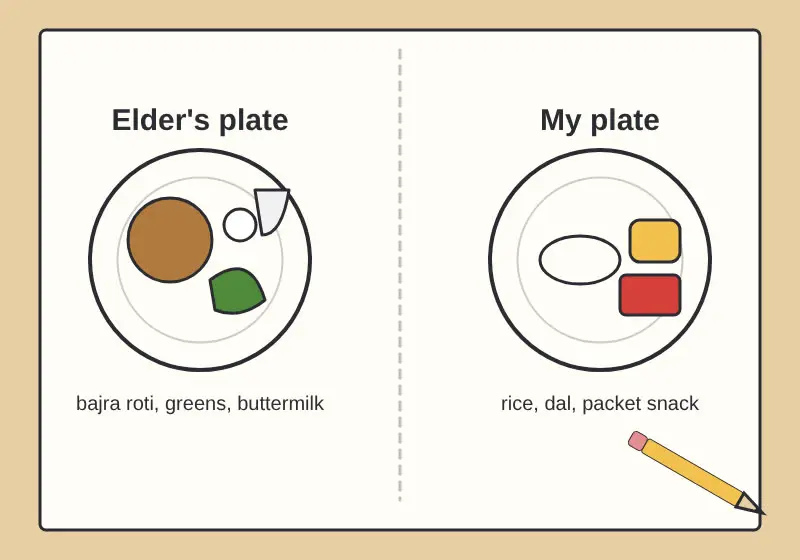 Elder's plate
bajra roti, greens, buttermilk
My plate
rice, dal, packet snack